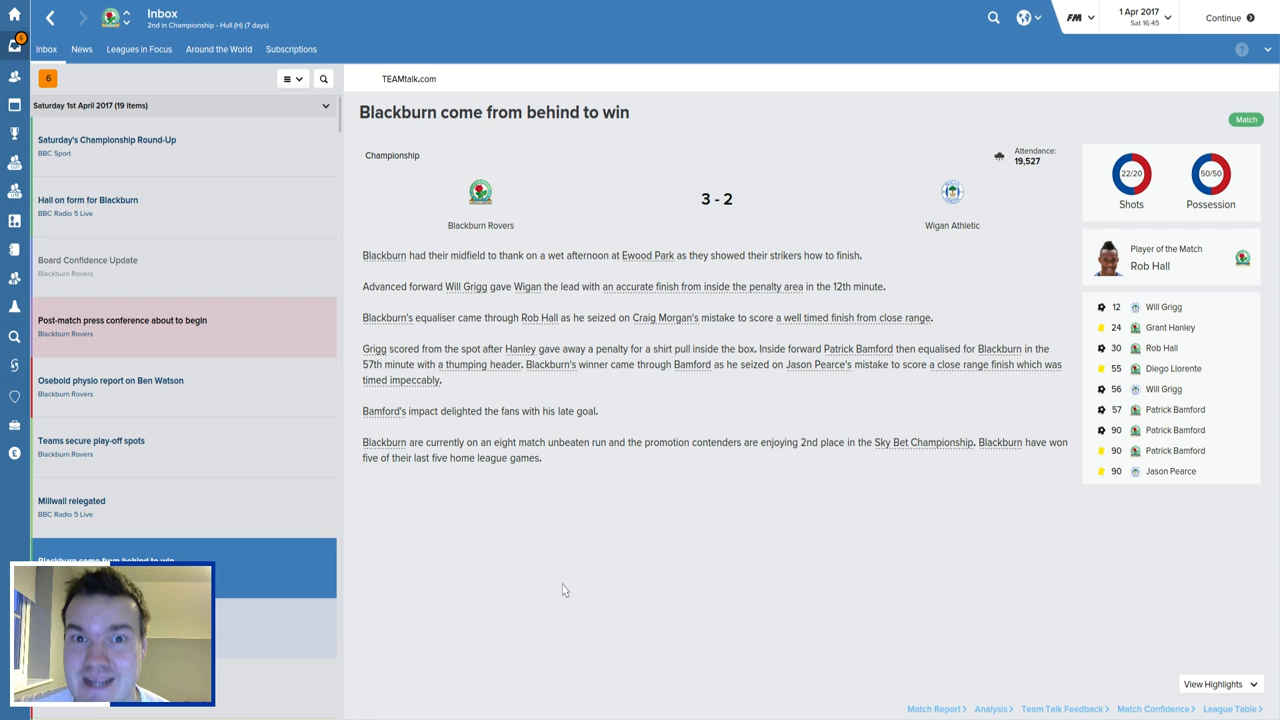 Inbox
2nd in Championship - Hull (H) (7 days)
FM
1 Apr 2017
Sat 16:45
Continue
Inbox
News
Leagues in Focus
Around the World
Subscriptions
?
6
6
Saturday 1st April 2017 (19 items)
Saturday's Championship Round-Up
BBC Sport
Hall on form for Blackburn
BBC Radio 5 Live
Board Confidence Update
Blackburn Rovers
Post-match press conference about to begin
Blackburn Rovers
Osebold physio report on Ben Watson
Blackburn Rovers
Teams secure play-off spots
Blackburn Rovers
Millwall relegated
BBC Radio 5 Live
Blackburn come from behind to win
TEAMtalk.com
Blackburn come from behind to win
Match
Championship
Attendance:
19,527
3 - 2
Blackburn Rovers
Wigan Athletic
Blackburn had their midfield to thank on a wet afternoon at Ewood Park as they showed their strikers how to finish.
Advanced forward Will Grigg gave Wigan the lead with an accurate finish from inside the penalty area in the 12th minute.
Blackburn's equaliser came through Rob Hall as he seized on Craig Morgan's mistake to score a well timed finish from close range.
Grigg scored from the spot after Hanley gave away a penalty for a shirt pull inside the box. Inside forward Patrick Bamford then equalised for Blackburn in the
57th minute with a thumping header. Blackburn's winner came through Bamford as he seized on Jason Pearce's mistake to score a close range finish which was
timed impeccably.
Bamford's impact delighted the fans with his late goal.
Blackburn are currently on an eight match unbeaten run and the promotion contenders are enjoying 2nd place in the Sky Bet Championship. Blackburn have won
five of their last five home league games.
22/20
50/50
Shots
Possession
Player of the Match
Rob Hall
12 Will Grigg
24 Grant Hanley
30 Rob Hall
55 Diego Llorente
56 Will Grigg
57 Patrick Bamford
90 Patrick Bamford
90 Patrick Bamford
90 Jason Pearce
View Highlights
Match Report>
Analysis>
Team Talk Feedback>
Match Confidence>
League Table>